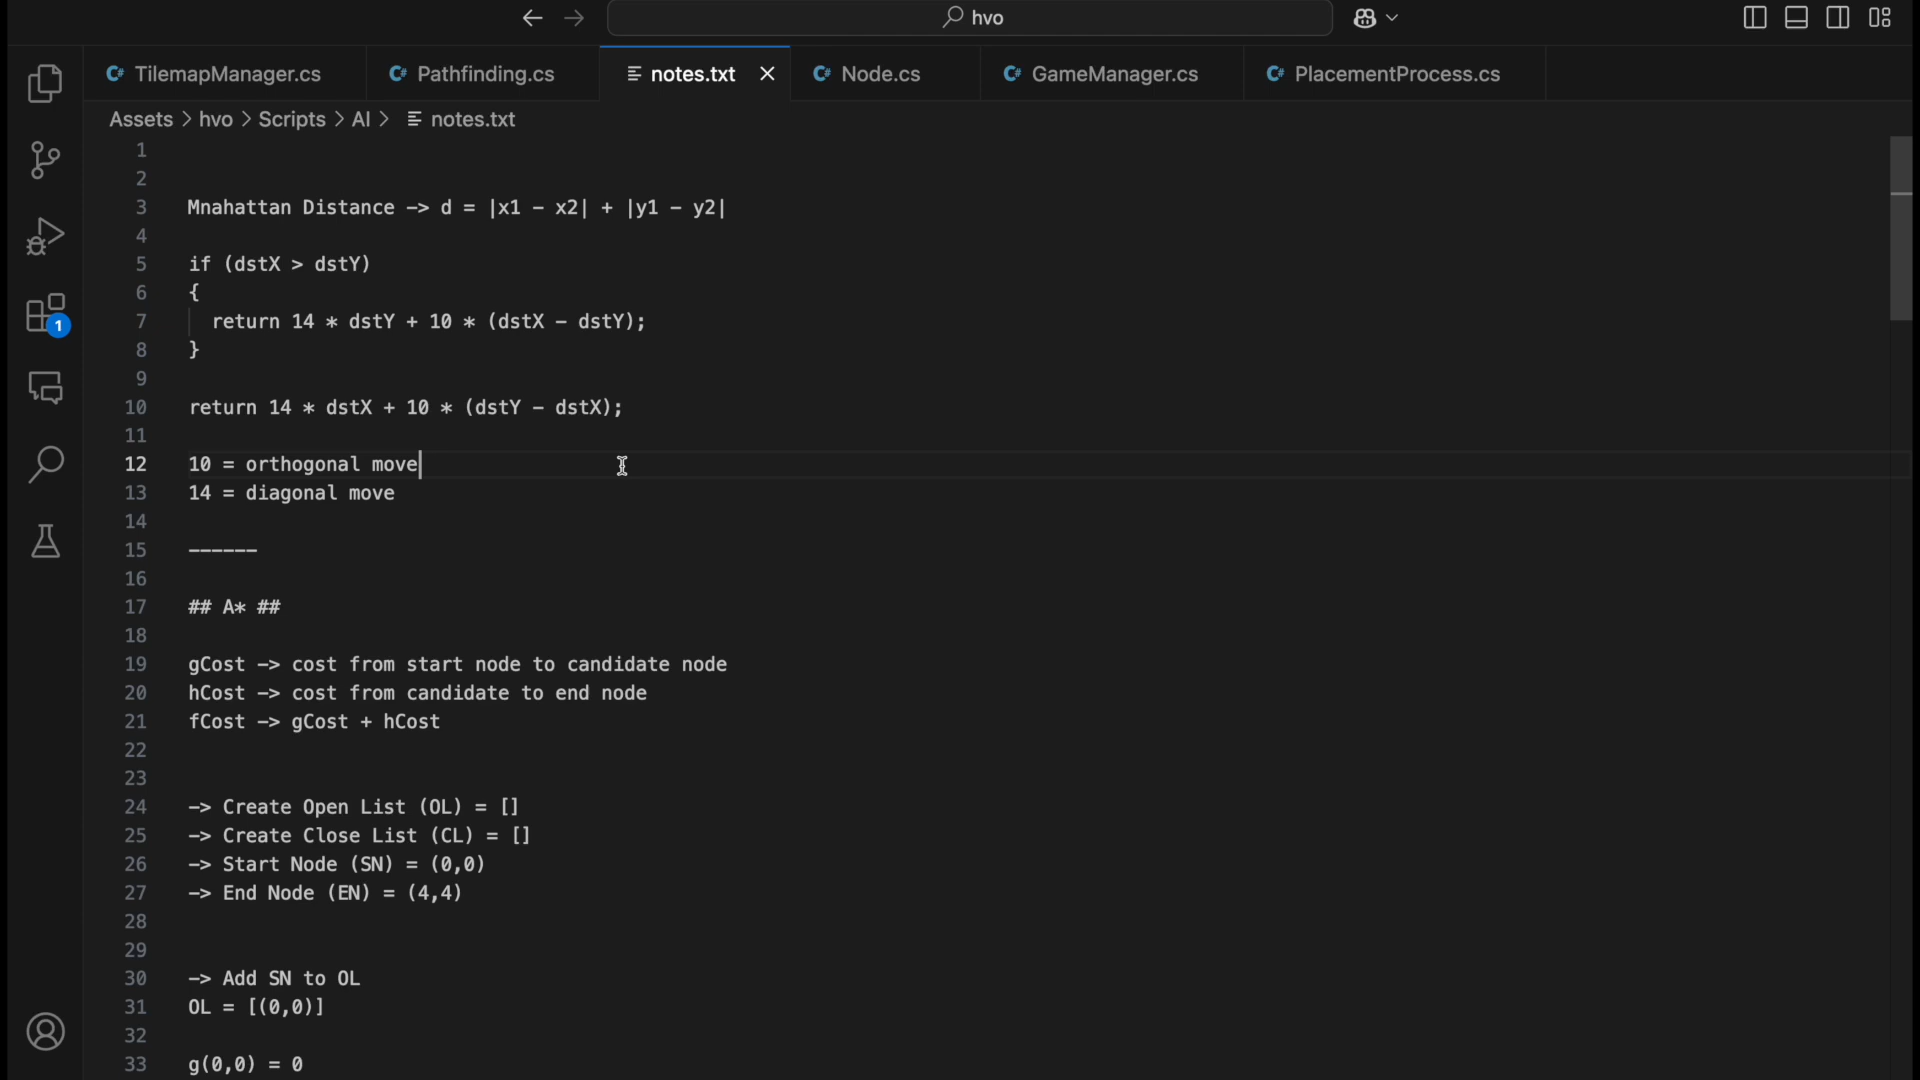 hvo
TilemapManager.cs
Pathfinding.cs
notes.txt
Node.cs
GameManager.cs
PlacementProcess.cs
Assets > hvo > Scripts > AI > notes.txt
1
2
3 Mnahattan Distance -> d = |x1 - x2| + |y1 - y2|
4
5 if (dstX > dstY)
6 {
7 return 14 * dstY + 10 * (dstX - dstY);
8 }
9
10 return 14 * dstX + 10 * (dstY - dstX);
11
12 10 = orthogonal move
13 14 = diagonal move
14
15 ------
16
17 ## A* ##
18
19 gCost -> cost from start node to candidate node
20 hCost -> cost from candidate to end node
21 fCost -> gCost + hCost
22
23
24 -> Create Open List (OL) = []
25 -> Create Close List (CL) = []
26 -> Start Node (SN) = (0,0)
27 -> End Node (EN) = (4,4)
28
29
30 -> Add SN to OL
31 OL = [(0,0)]
32
33 g(0,0) = 0
1